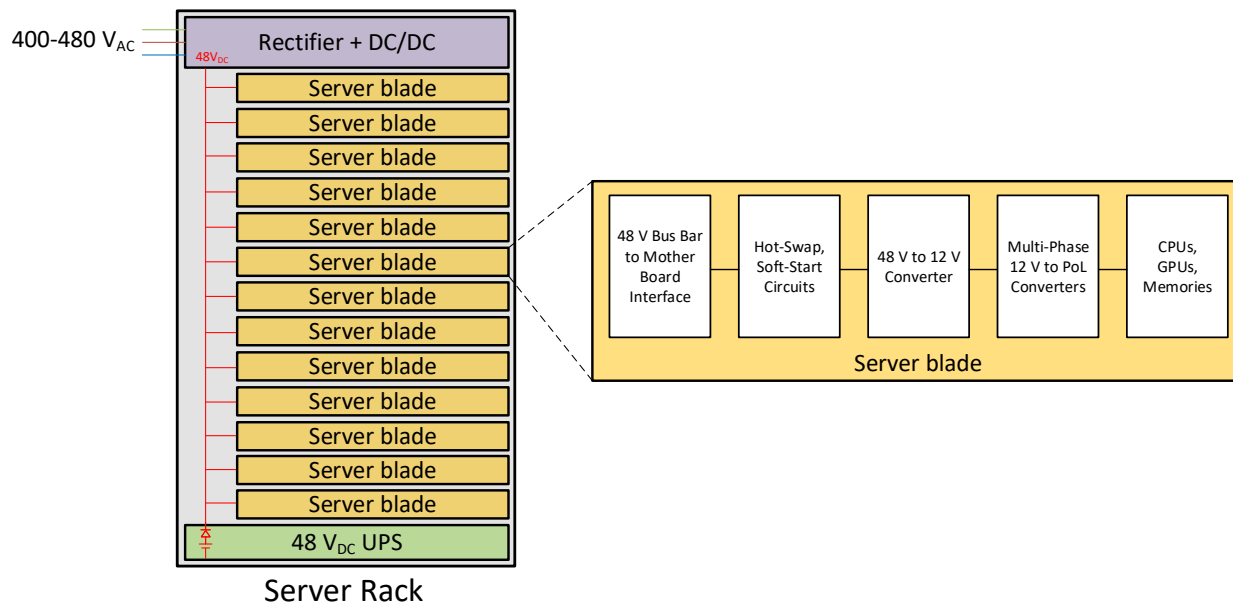 400-480 V_AC
Rectifier + DC/DC
48V_DC
Server blade
Server blade
Server blade
Server blade
Server blade
Server blade
Server blade
Server blade
Server blade
Server blade
Server blade
Server blade
Server blade
48 V_DC UPS
Server Rack
48 V Bus Bar
to Mother
Board
Interface
Hot-Swap,
Soft-Start
Circuits
48 V to 12 V
Converter
Multi-Phase
12 V to PoL
Converters
CPUs,
GPUs,
Memories
Server blade